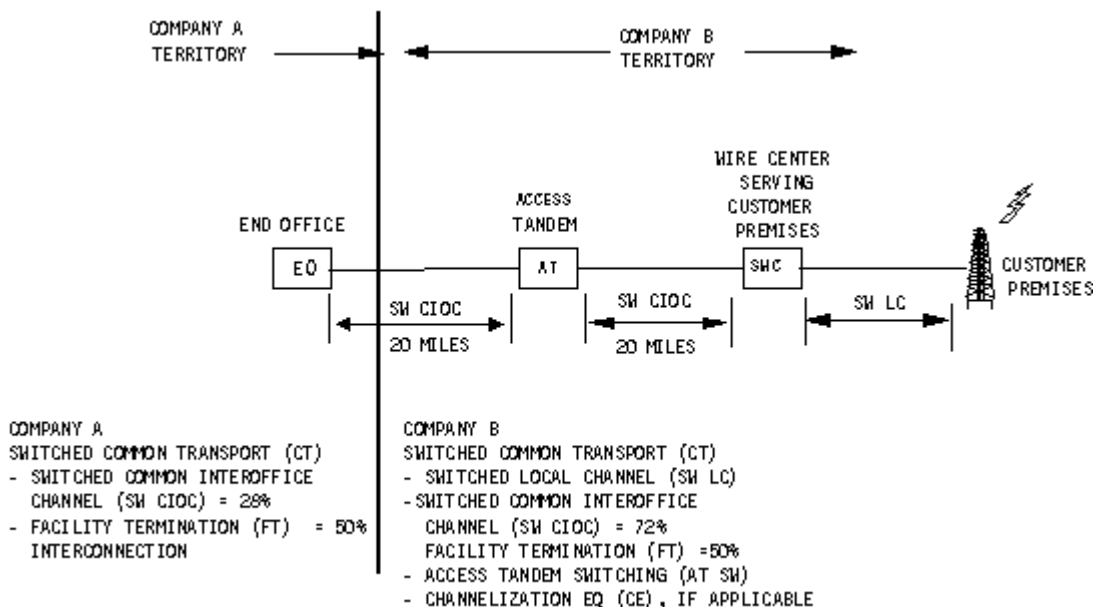 COMPANY A
TERRITORY
COMPANY B
TERRITORY
WIRE CENTER
SERVING
CUSTOMER
PREMISES
ACCESS
TANDEM
END OFFICE
EO
AT
SWC
CUSTOMER
PREMISES
SW CIOC
20 MILES
SW CIOC
20 MILES
SW LC
COMPANY A
SWITCHED COMMON TRANSPORT (CT)
- SWITCHED COMMON INTEROFFICE
CHANNEL (SW CIOC) = 28%
- FACILITY TERMINATION (FT) = 50%
INTERCONNECTION
COMPANY B
SWITCHED COMMON TRANSPORT (CT)
- SWITCHED LOCAL CHANNEL (SW LC)
-SWITCHED COMMON INTEROFFICE
CHANNEL (SW CIOC) = 72%
FACILITY TERMINATION (FT) =50%
- ACCESS TANDEM SWITCHING (AT SW)
- CHANNELIZATION EQ (CE), IF APPLICABLE